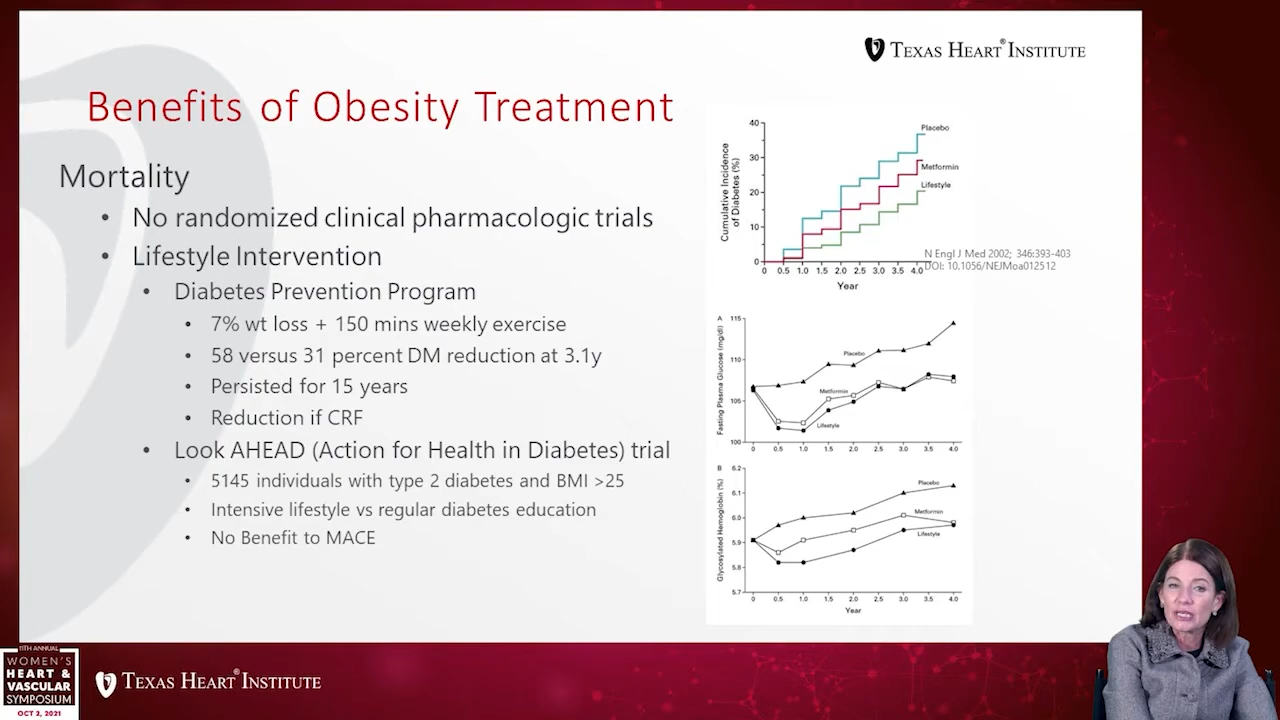 TEXAS HEART® INSTITUTE
Benefits of Obesity Treatment
Mortality
• No randomized clinical pharmacologic trials
• Lifestyle Intervention
• Diabetes Prevention Program
• 7% wt loss + 150 mins weekly exercise
• 58 versus 31 percent DM reduction at 3.1y
• Persisted for 15 years
• Reduction if CRF
• Look AHEAD (Action for Health in Diabetes) trial
• 5145 individuals with type 2 diabetes and BMI >25
• Intensive lifestyle vs regular diabetes education
• No Benefit to MACE
Cumulative Incidence
of Diabetes (%)
40
30
20
10
0
Placebo
Metformin
Lifestyle
0 0.5 1.0 1.5 2.0 2.5 3.0 3.5 4.0
Year
N Engl J Med 2002; 346:393-403
DOI: 10.1056/NEJMoa012512
A
Fasting Plasma Glucose (mg/dl)
115
110
105
100
Placebo
Metformin
Lifestyle
0 0.5 1.0 1.5 2.0 2.5 3.0 3.5 4.0
B
Glycosylated Hemoglobin (%)
6.2
6.1
6.0
5.9
5.8
5.7
Placebo
Metformin
Lifestyle
0 0.5 1.0 1.5 2.0 2.5 3.0 3.5 4.0
Year
11TH ANNUAL
WOMEN'S
HEART &
VASCULAR
SYMPOSIUM
OCT 2, 2021
TEXAS HEART® INSTITUTE